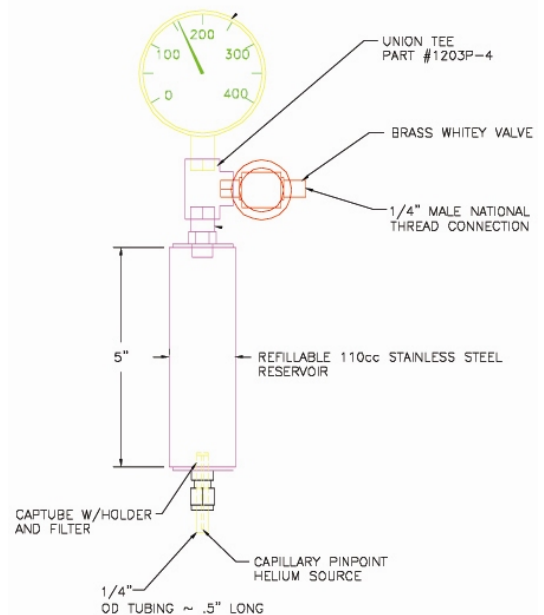 200
100
300
0
400
UNION TEE
PART #1203P-4
BRASS WHITEY VALVE
1/4" MALE NATIONAL
THREAD CONNECTION
5"
REFILLABLE 110cc STAINLESS STEEL
RESERVOIR
CAPTUBE W/HOLDER
AND FILTER
CAPILLARY PINPOINT
HELIUM SOURCE
1/4"
OD TUBING ~ .5" LONG